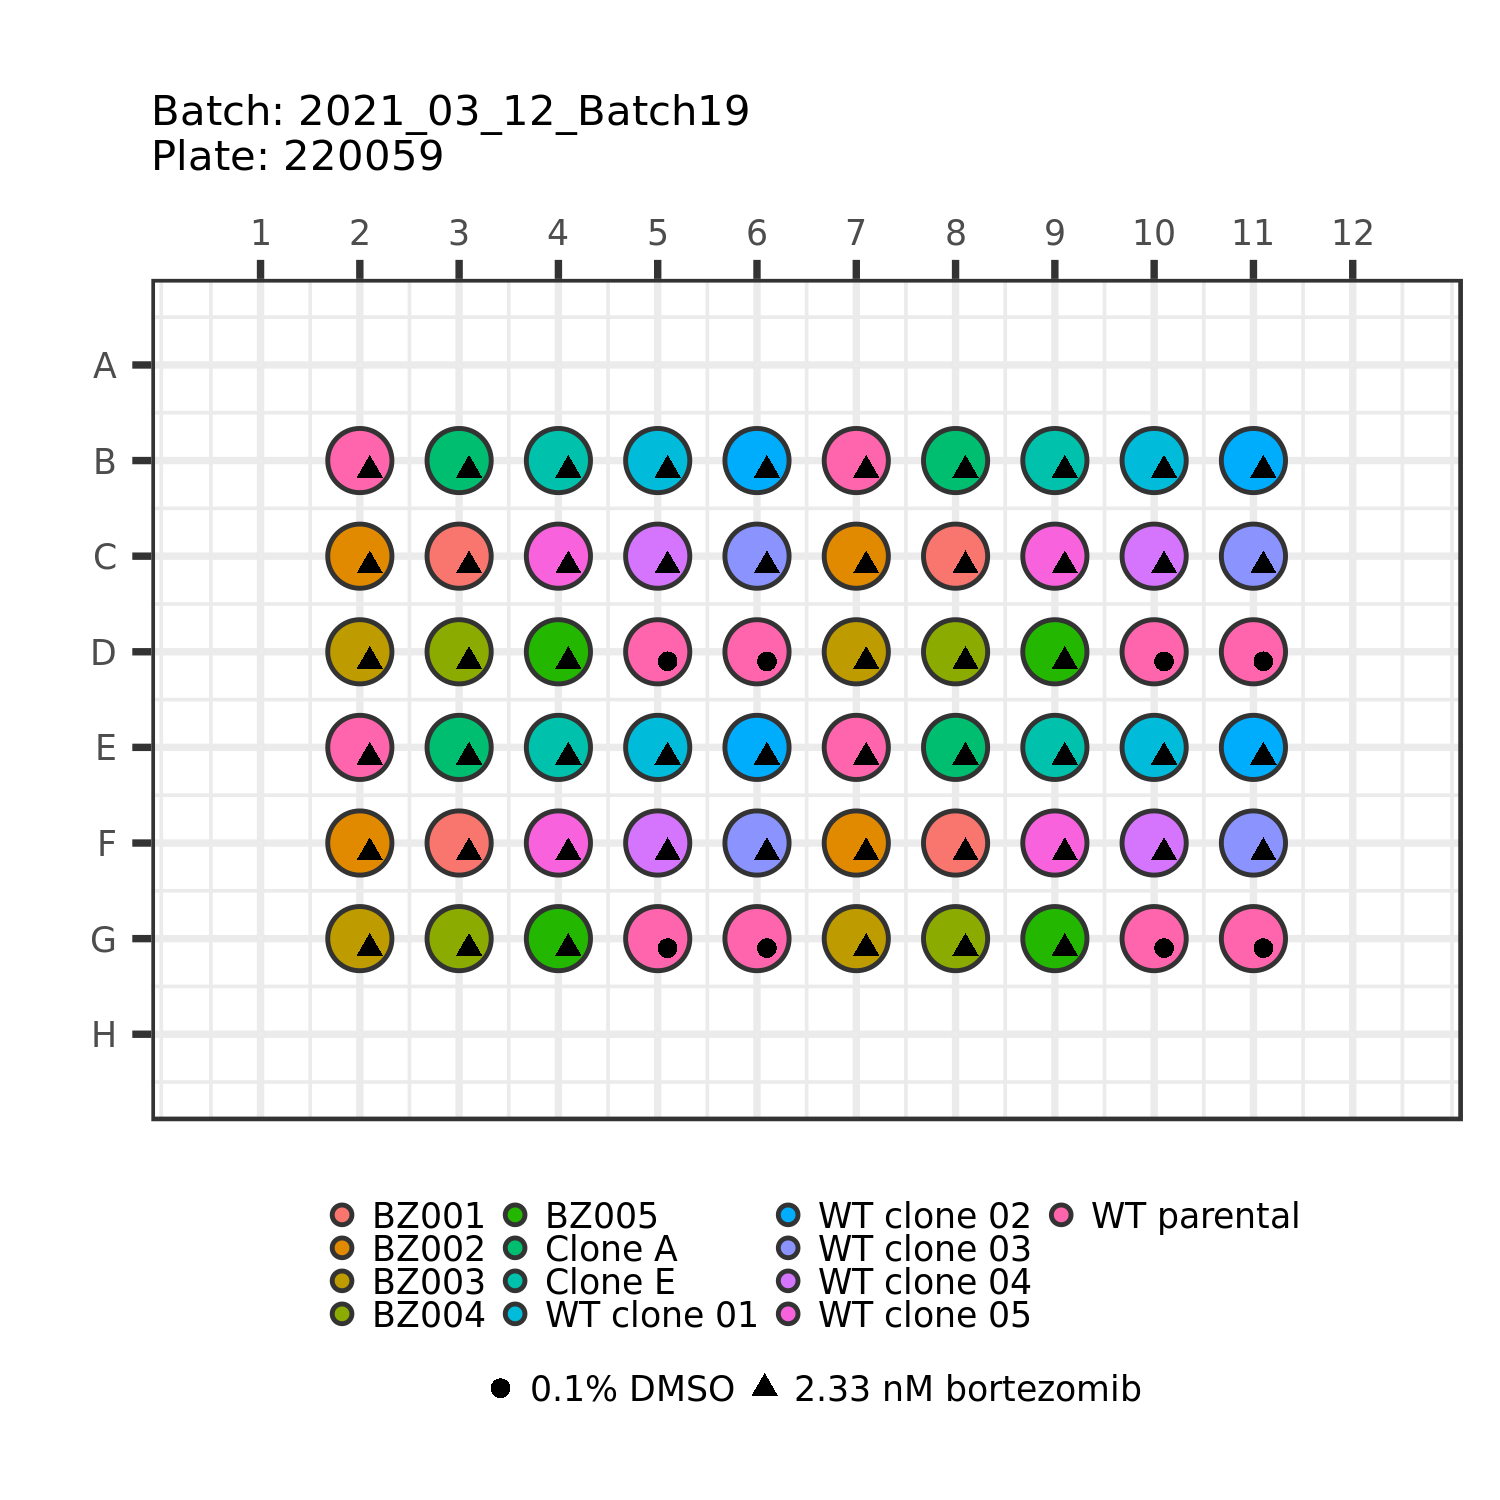 Batch: 2021_03_12_Batch19
Plate: 220059
1 2 3 4 5 6 7 8 9 10 11 12
A
B
C
D
E
F
G
H
BZ001 BZ005 WT clone 02 WT parental
BZ002 Clone A WT clone 03
BZ003 Clone E WT clone 04
BZ004 WT clone 01 WT clone 05
0.1% DMSO 2.33 nM bortezomib